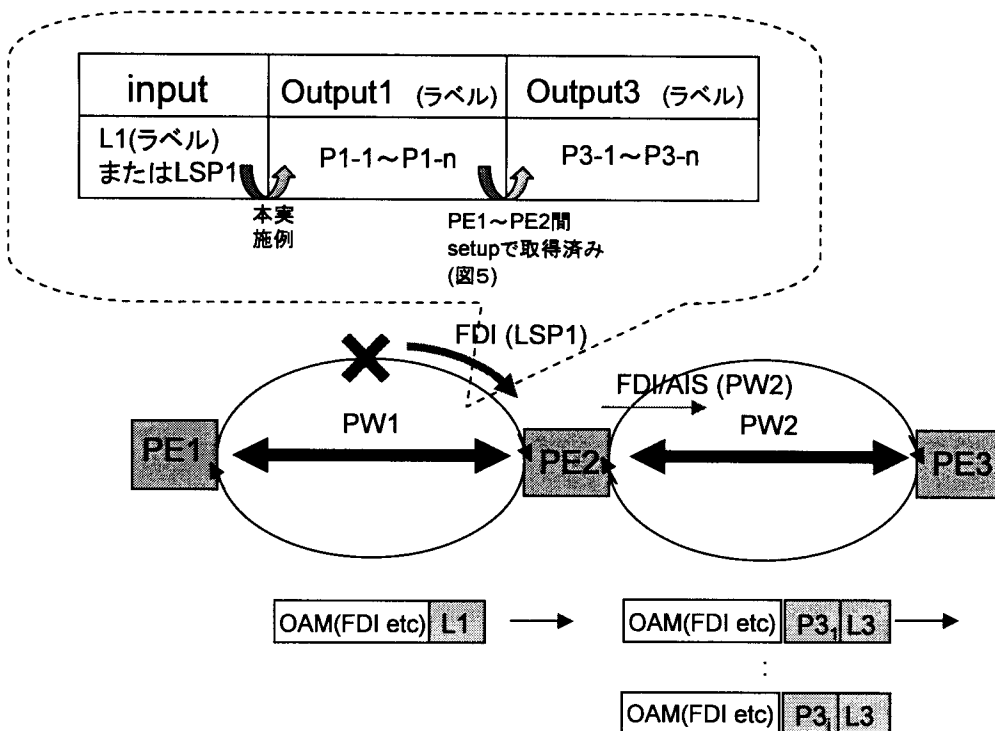 input
Output1 (ラベル)
Output3 (ラベル)
L1(ラベル)
またはLSP1
P1-1～P1-n
P3-1～P3-n
本実
施例
PE1～PE2間
setupで取得済み
(図5)
FDI (LSP1)
FDI/AIS (PW2)
PW1
PW2
PE1
PE2
PE3
OAM(FDI etc) L1
OAM(FDI etc) P31 L3
:
OAM(FDI etc) P3j L3